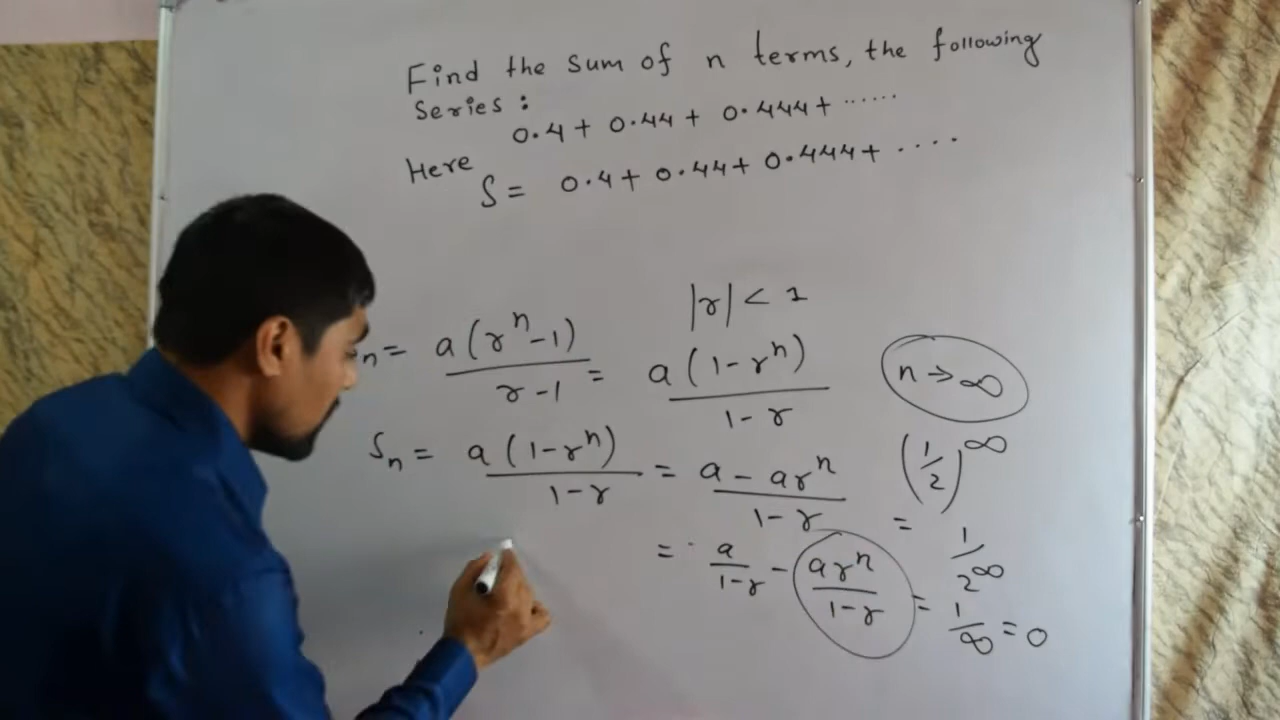 Find the sum of n terms, the following
series :
0.4 + 0.44 + 0.444 + ......
Here
S = 0.4 + 0.44 + 0.444 + ....
|r| < 1
n = a(r^n - 1) / r - 1 = a(1 - r^n) / 1 - r
n → ∞
S_n = a(1 - r^n) / 1 - r = a - ar^n / 1 - r
(1/2)^∞
= a / 1 - r - ar^n / 1 - r
= 1 / 2^∞
= 1 / ∞ = 0